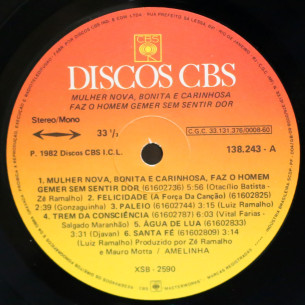 CBS
DISCOS CBS
MULHER NOVA, BONITA E CARINHOSA
FAZ O HOMEM GEMER SEM SENTIR DOR
Stereo/Mono
33 1/3
C.G.C. 33.131.376/0008-60
P. 1982 Discos CBS I.C.L.
138.243 - A
1. MULHER NOVA, BONITA E CARINHOSA, FAZ O HOMEM
GEMER SEM SENTIR DOR (61602736) 5:56 (Otacílio Batista -
Zé Ramalho) 2. FELICIDADE (A Força Da Canção) (61602825)
2:39 (Gonzaguinha) 3. PALEIO (61602744) 3:15 (Luiz Ramalho)
4. TREM DA CONSCIÊNCIA (61602787) 6:03 (Vital Farias -
Salgado Maranhão) 5. ÁGUA DE LUA (61602833)
3:31 (Djavan) 6. SANTA FÉ (61602809) 3:14
(Luiz Ramalho) Produzido por Zé Ramalho
e Mauro Motta / AMELINHA
XSB - 2590